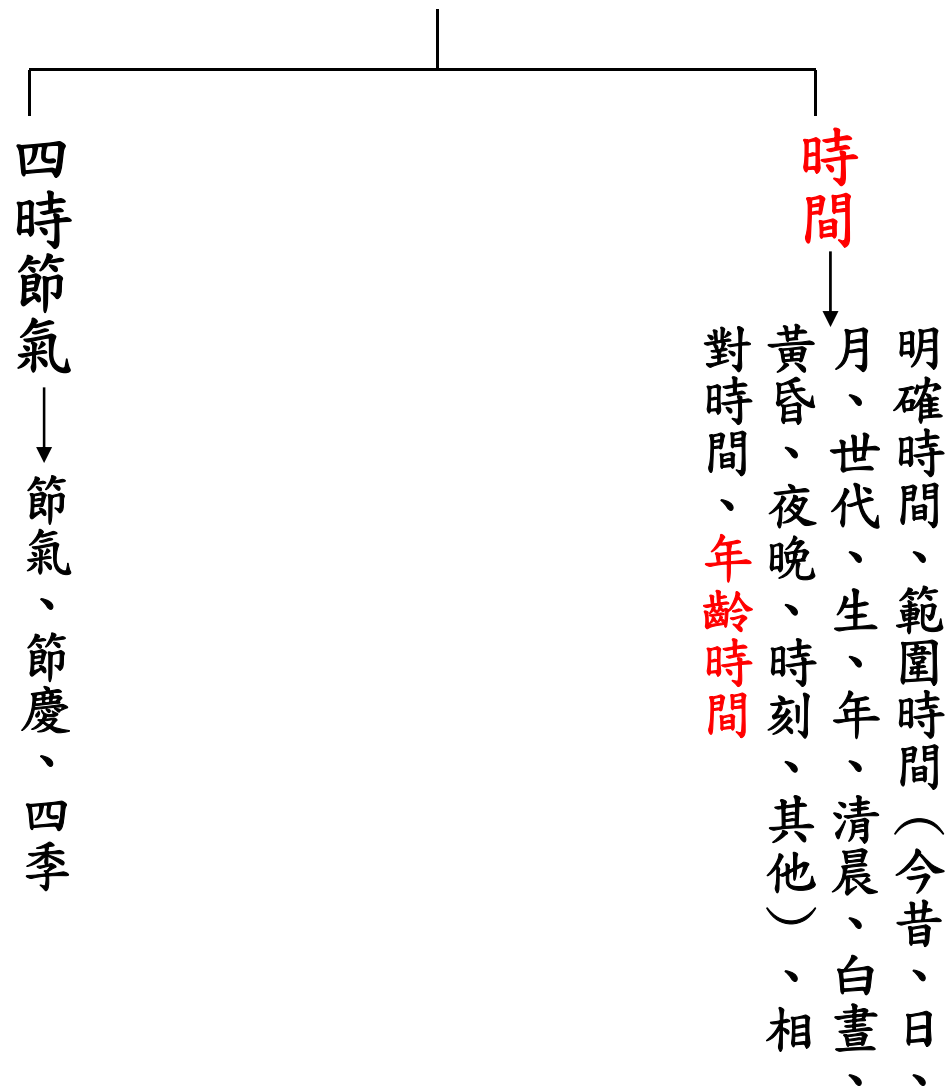 時間
明確時間、範圍時間（今昔、日、
月、世代、生、年、清晨、白晝、
黃昏、夜晚、時刻、其他）、相
對時間、年齡時間
四時節氣
節氣、節慶、四季